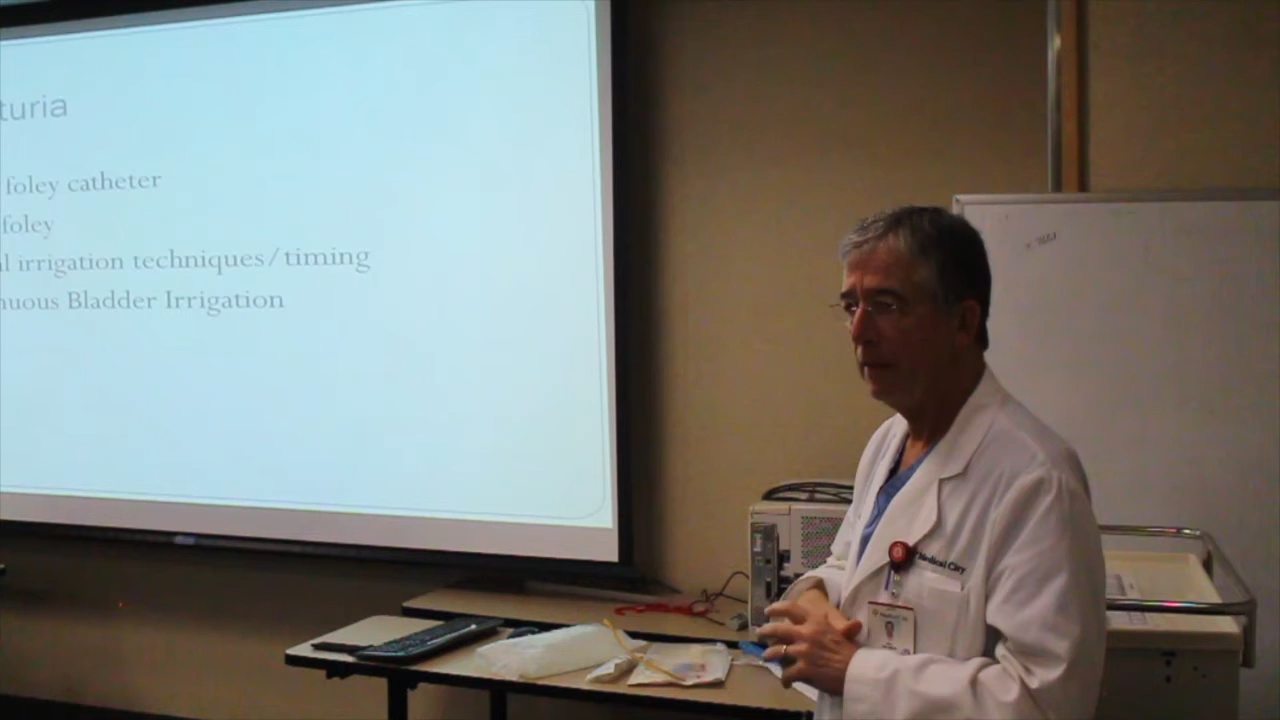 turia
foley catheter
foley
l irrigation techniques/timing
nuous Bladder Irrigation
Medical City